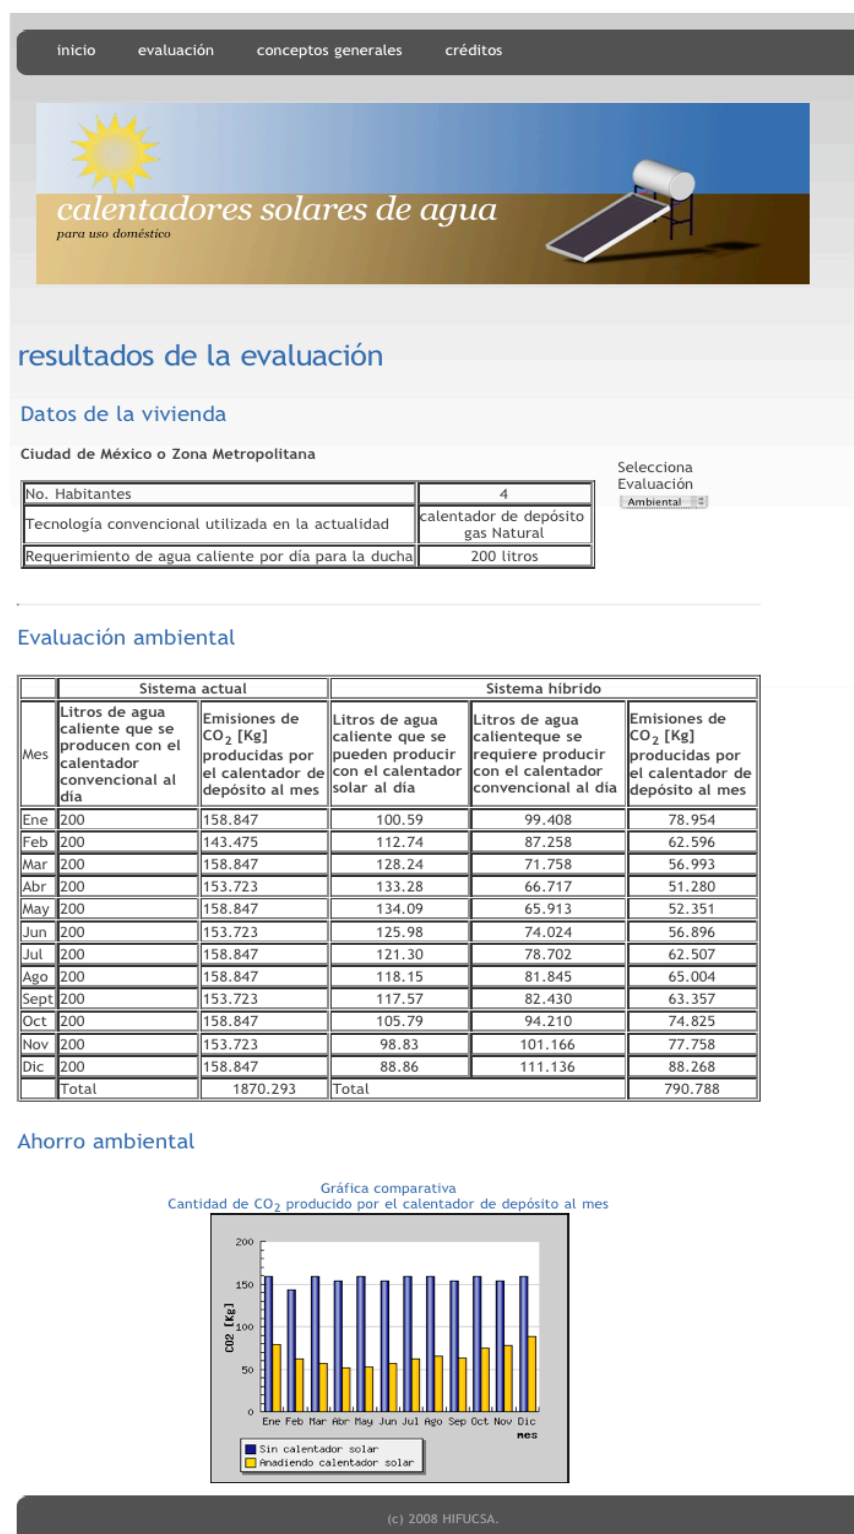 inicio evaluación conceptos generales créditos
calentadores solares de agua
para uso doméstico
resultados de la evaluación
Datos de la vivienda
Ciudad de México o Zona Metropolitana
Selecciona
Evaluación
Ambiental
No. Habitantes 4
Tecnología convencional utilizada en la actualidad calentador de depósito
gas Natural
Requerimiento de agua caliente por día para la ducha 200 litros
Evaluación ambiental
Sistema actual Sistema híbrido
Mes
Litros de agua
caliente que se
producen con el
calentador
convencional al
día
Emisiones de
CO2 [Kg]
producidas por
el calentador de
depósito al mes
Litros de agua
caliente que se
pueden producir
con el calentador
solar al día
Litros de agua
calienteque se
requiere producir
con el calentador
convencional al día
Emisiones de
CO2 [Kg]
producidas por
el calentador de
depósito al mes
Ene 200 158.847 100.59 99.408 78.954
Feb 200 143.475 112.74 87.258 62.596
Mar 200 158.847 128.24 71.758 56.993
Abr 200 153.723 133.28 66.717 51.280
May 200 158.847 134.09 65.913 52.351
Jun 200 153.723 125.98 74.024 56.896
Jul 200 158.847 121.30 78.702 62.507
Ago 200 158.847 118.15 81.845 65.004
Sept 200 153.723 117.57 82.430 63.357
Oct 200 158.847 105.79 94.210 74.825
Nov 200 153.723 98.83 101.166 77.758
Dic 200 158.847 88.86 111.136 88.268
Total 1870.293 Total 790.788
Ahorro ambiental
Gráfica comparativa
Cantidad de CO2 producido por el calentador de depósito al mes
CO2 [Kg]
200
150
100
50
0
Ene Feb Mar Abr May Jun Jul Ago Sep Oct Nov Dic
mes
Sin calentador solar
Anadiendo calentador solar
(c) 2008 HIFUCSA.